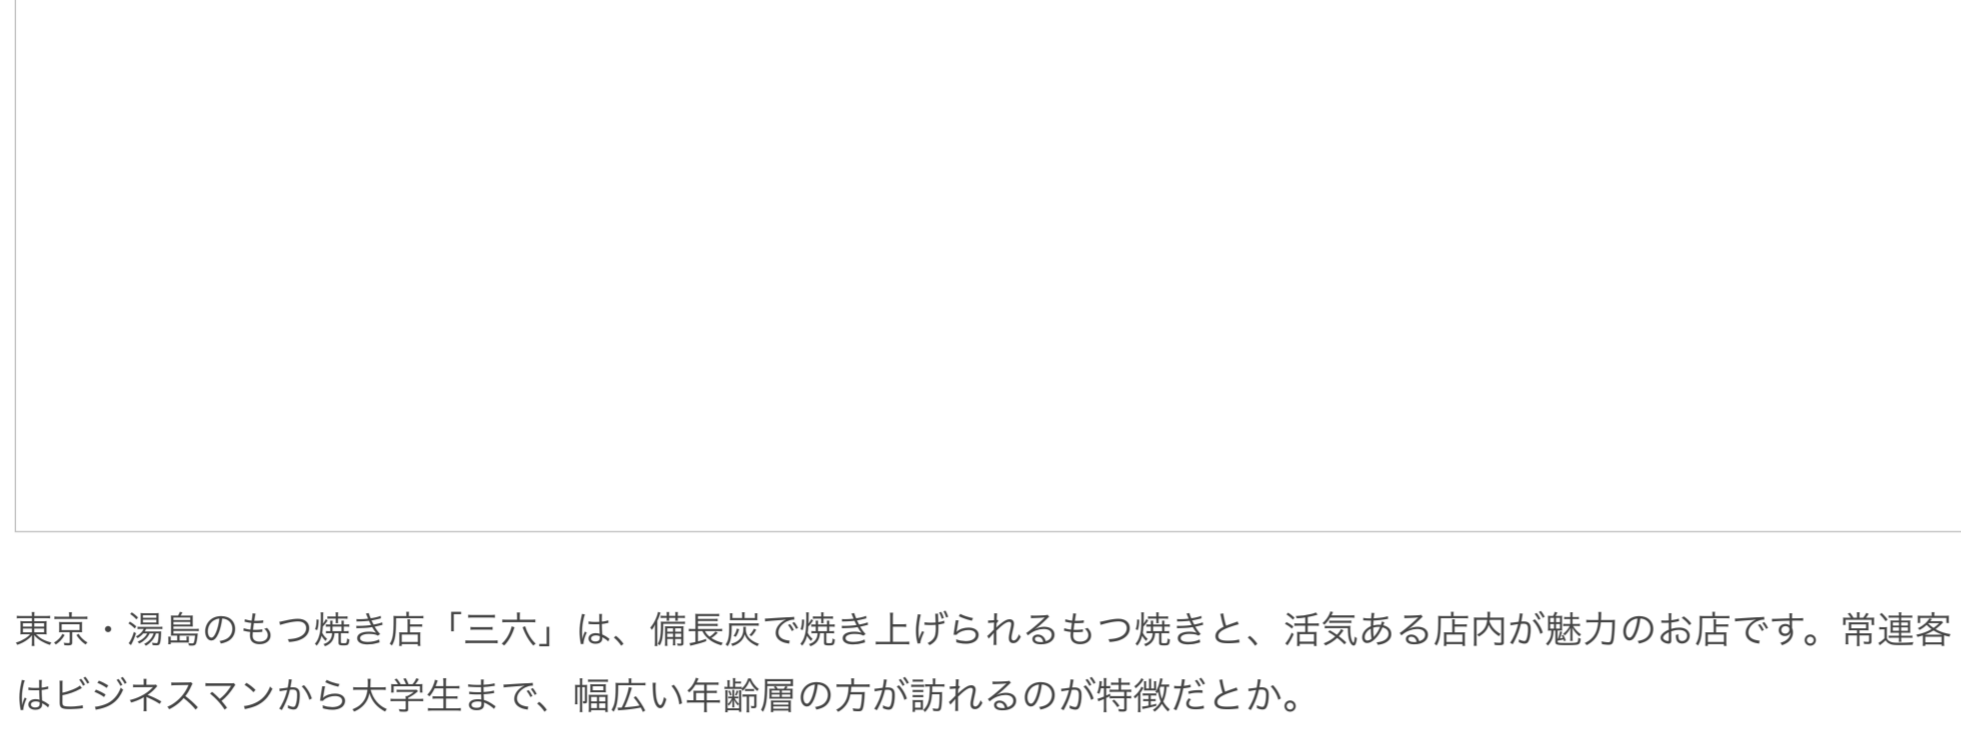 東京・湯島のもつ焼き店「三六」は、備長炭で焼き上げられるもつ焼きと、活気ある店内が魅力のお店です。常連客
はビジネスマンから大学生まで、幅広い年齢層の方が訪れるのが特徴だとか。